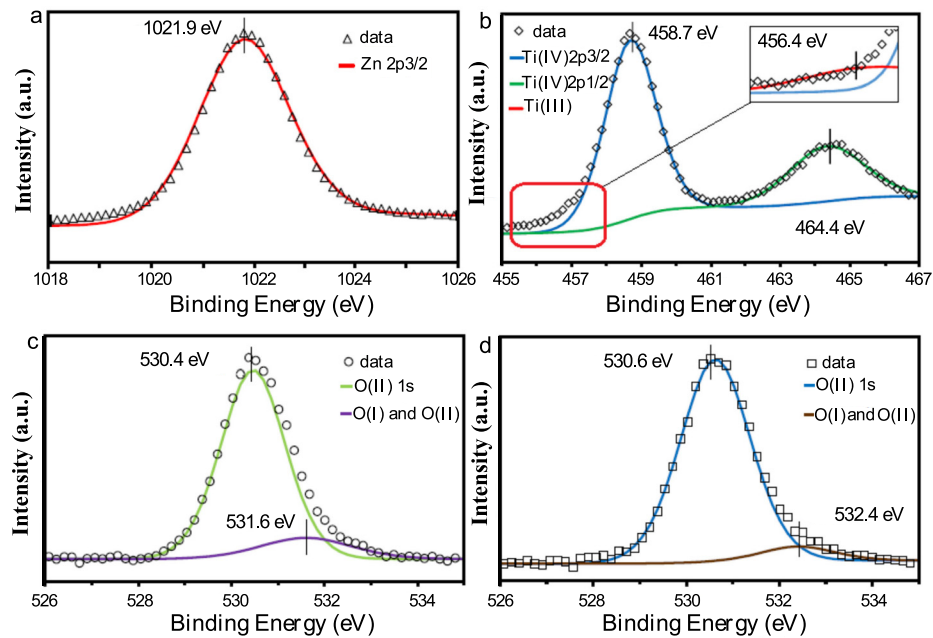 a
1021.9 eV
data
Zn 2p3/2
Intensity (a.u.)
1018 1020 1022 1024 1026
Binding Energy (eV)
b
458.7 eV
456.4 eV
data
Ti(IV)2p3/2
Ti(IV)2p1/2
Ti(III)
464.4 eV
Intensity (a.u.)
455 457 459 461 463 465 467
Binding Energy (eV)
c
530.4 eV
data
O(II) 1s
O(I) and O(II)
531.6 eV
Intensity (a.u.)
526 528 530 532 534
Binding Energy (eV)
d
530.6 eV
data
O(II) 1s
O(I) and O(II)
532.4 eV
Intensity (a.u.)
526 528 530 532 534
Binding Energy (eV)